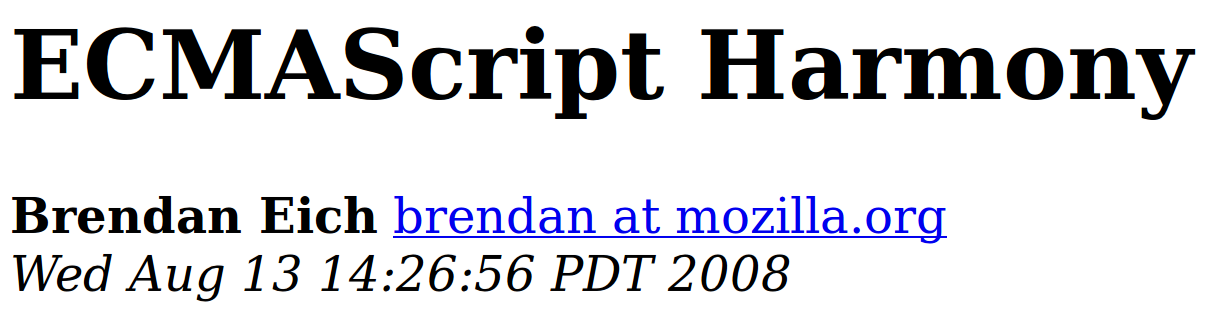 ECMAScript Harmony
Brendan Eich brendan at mozilla.org
Wed Aug 13 14:26:56 PDT 2008